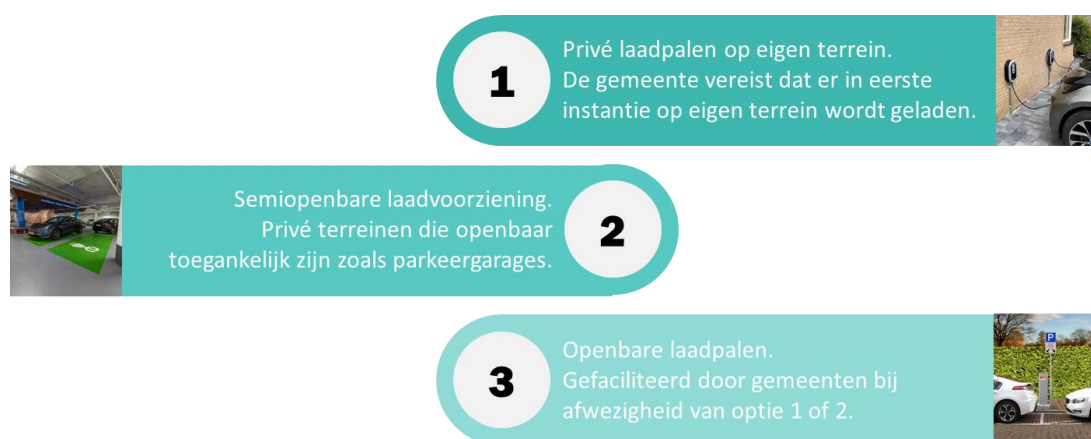 1
Privé laadpalen op eigen terrein.
De gemeente vereist dat er in eerste
instantie op eigen terrein wordt geladen.
Semiopenbare laadvoorziening.
Privé terreinen die openbaar
toegankelijk zijn zoals parkeergarages.
2
3
Openbare laadpalen.
Gefaciliteerd door gemeenten bij
afwezigheid van optie 1 of 2.
P